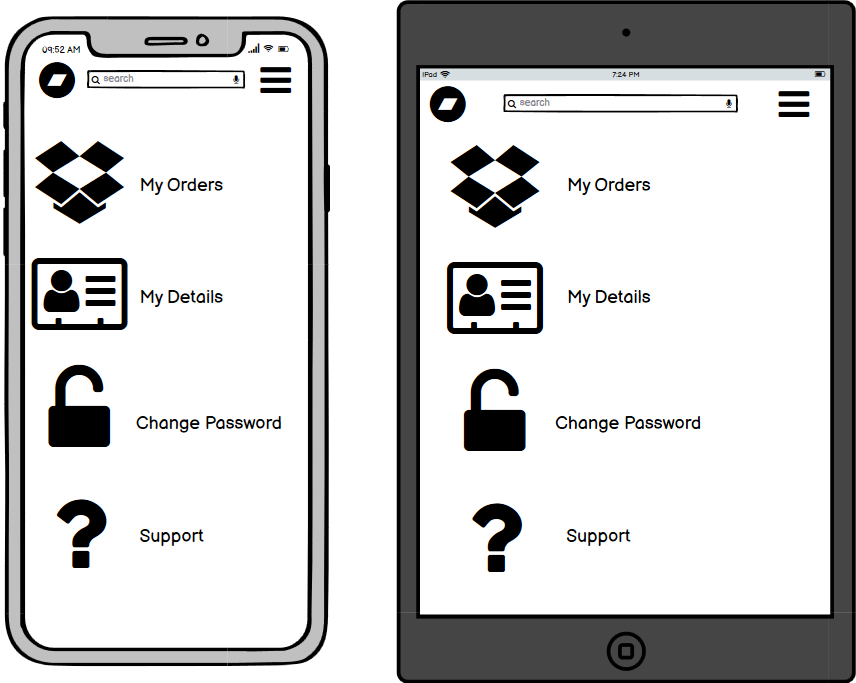 09:52 AM
search
My Orders
My Details
Change Password
Support
iPad
7:24 PM
search
My Orders
My Details
Change Password
Support